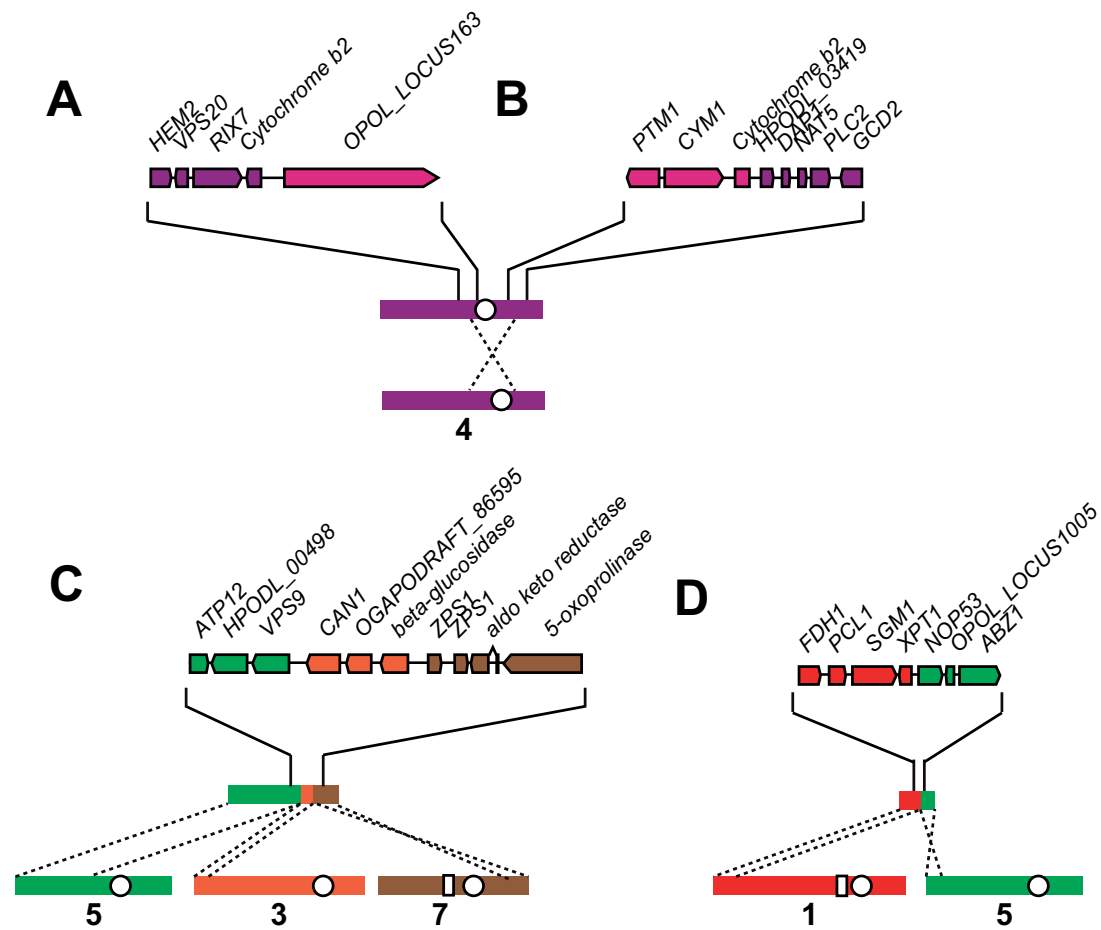 A
HEM2
VPS20
RIX7
Cytochrome b2
OPOL_LOCUS163
B
PTM1
CYM1
Cytochrome b2
HPODL_03419
DAP1
NAT5
PLC2
GCD2
4
C
ATP12
HPODL_00498
VPS9
CAN1
OGAPODRAFT_86595
beta-glucosidase
ZPS1
ZPS1
aldo keto reductase
5-oxoprolinase
5
3
7
D
FDH1
PCL1
SGM1
XPT1
NOP53
OPOL_LOCUS1005
ABZ1
1
5